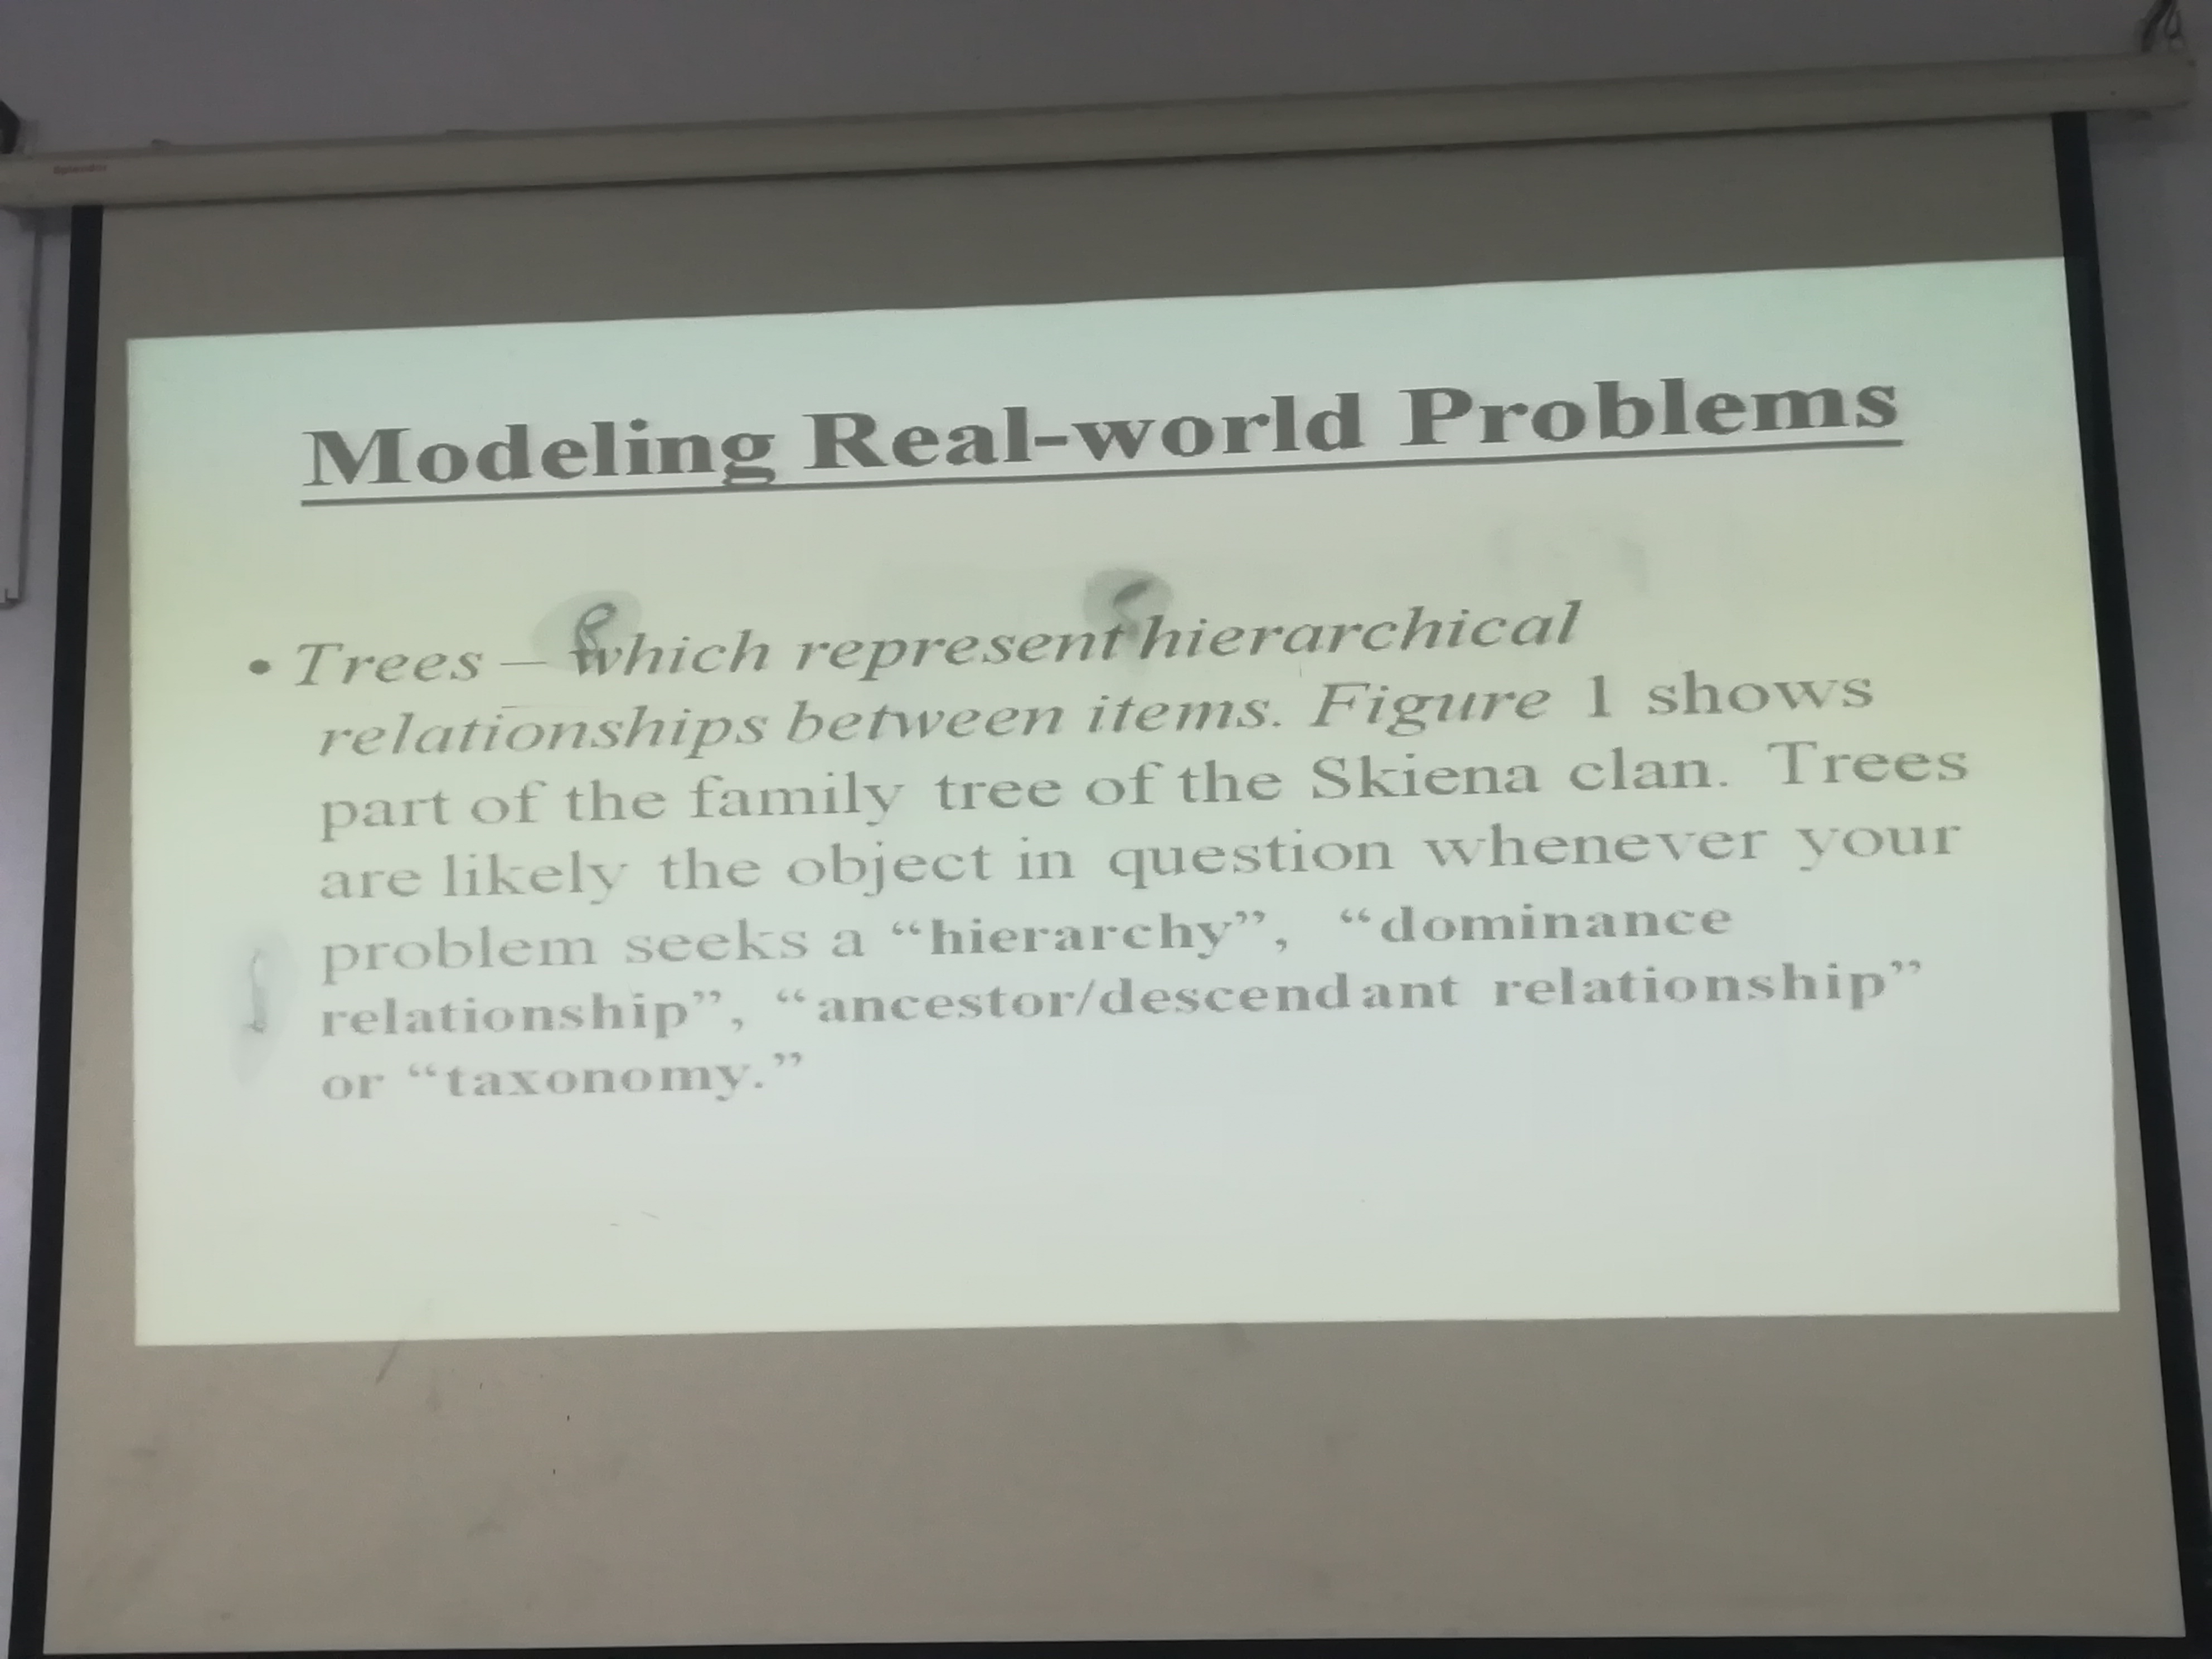 Modeling Real-world Problems
• Trees – which represent hierarchical
relationships between items. Figure 1 shows
part of the family tree of the Skiena clan. Trees
are likely the object in question whenever your
problem seeks a “hierarchy”, “dominance
relationship”, “ancestor/descendant relationship”
or “taxonomy.”